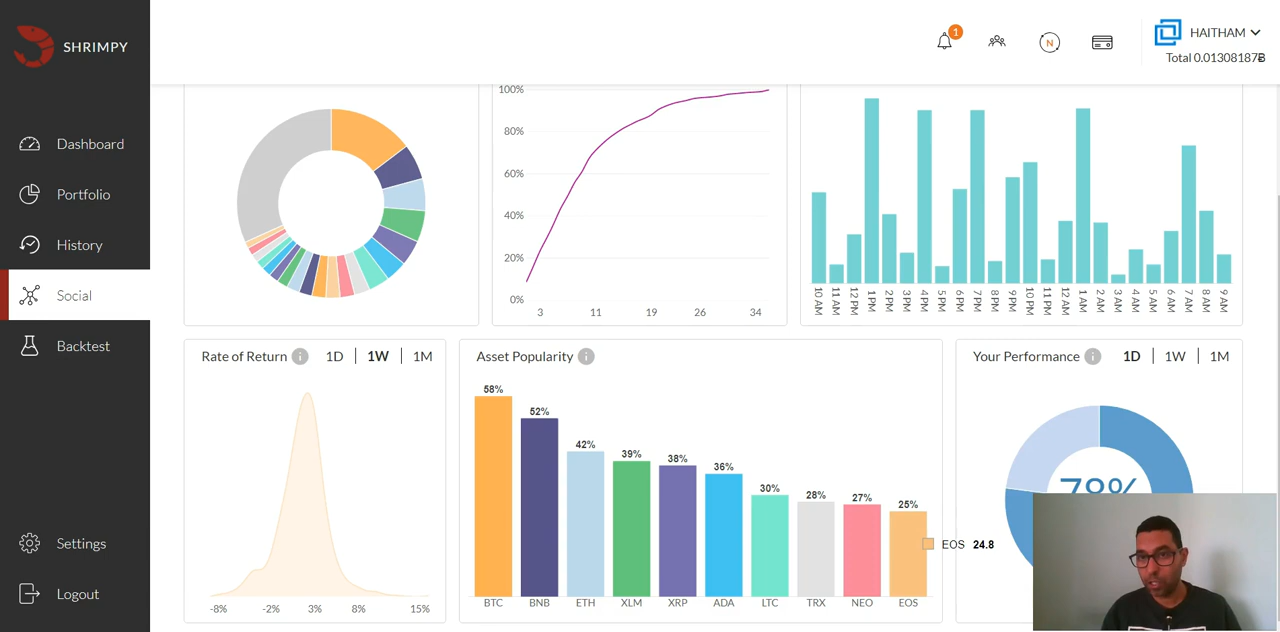 SHRIMPY
Dashboard
Portfolio
History
Social
Backtest
Settings
Logout
1
N
HAITHAM
Total 0.01308187₿
100%
80%
60%
40%
20%
0%
3 11 19 26 34
10 AM 11 AM 12 PM 1 PM 2 PM 3 PM 4 PM 5 PM 6 PM 7 PM 8 PM 9 PM 10 PM 11 PM 12 AM 1 AM 2 AM 3 AM 4 AM 5 AM 6 AM 7 AM 8 AM 9 AM
Rate of Return i 1D | 1W | 1M
-8% -2% 3% 8% 15%
Asset Popularity i
58% 52% 42% 39% 38% 36% 30% 28% 27% 25%
EOS 24.8
BTC BNB ETH XLM XRP ADA LTC TRX NEO EOS
Your Performance i 1D | 1W | 1M
78%